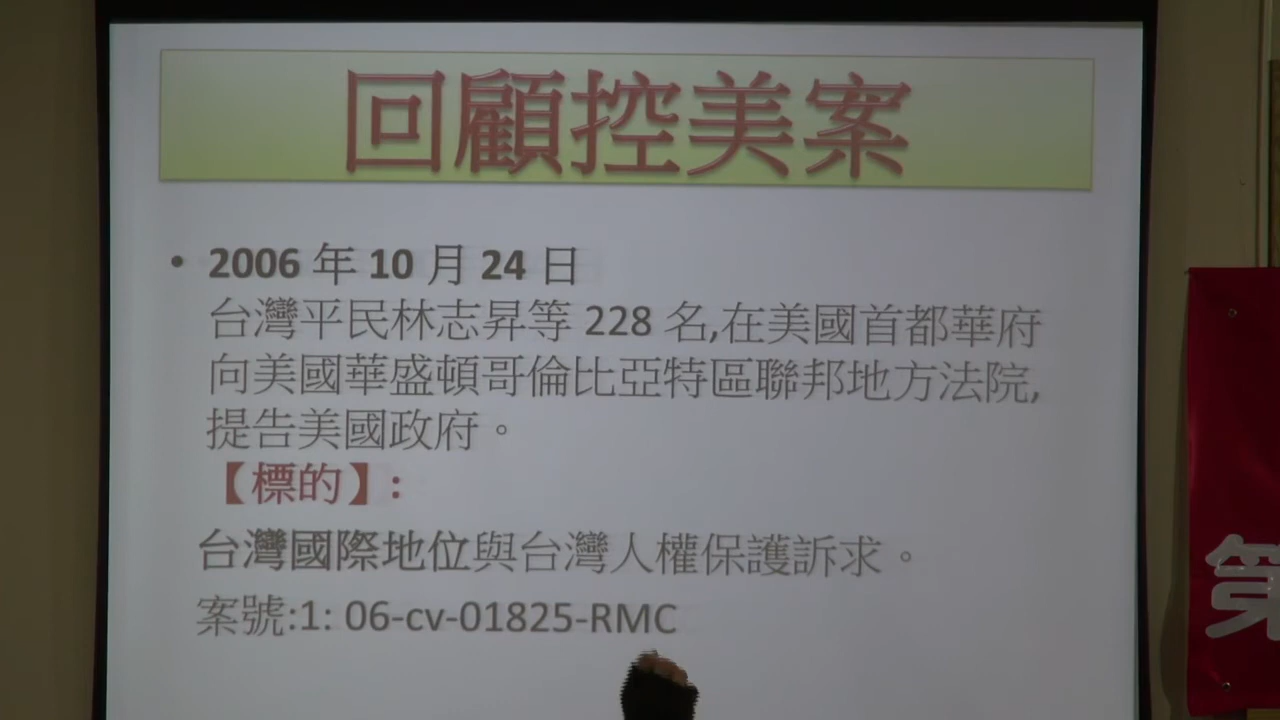 回顧控美案
• 2006 年 10 月 24 日
台灣平民林志昇等 228 名,在美國首都華府
向美國華盛頓哥倫比亞特區聯邦地方法院,
提告美國政府。
【標的】:
台灣國際地位與台灣人權保護訴求。
案號:1: 06-cv-01825-RMC
第